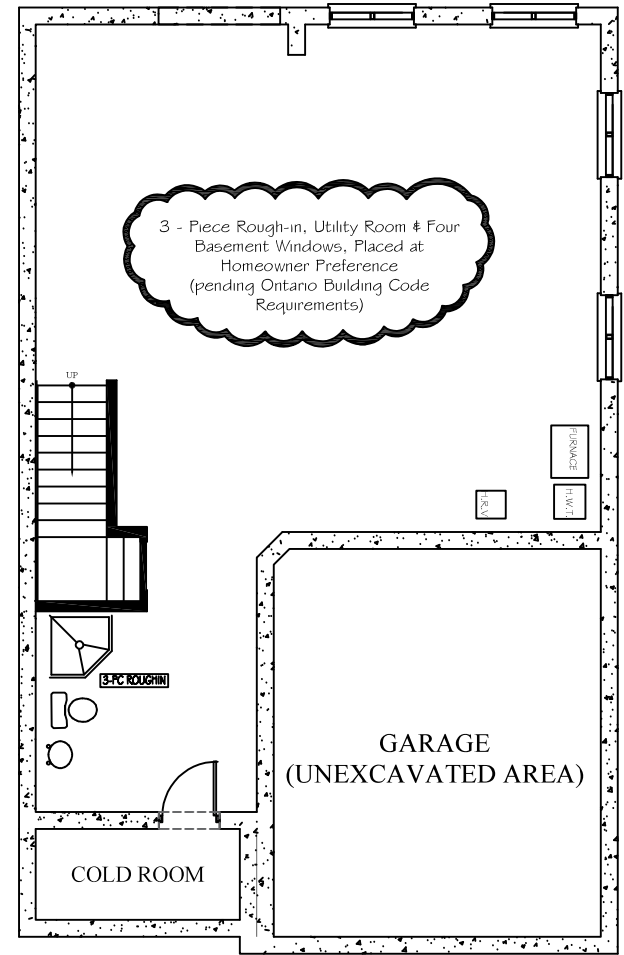 3 - Piece Rough-in, Utility Room & Four
Basement Windows, Placed at
Homeowner Preference
(pending Ontario Building Code
Requirements)
UP
FURNACE
H.R.V
H.W.T.
3-PC ROUGHIN
GARAGE
(UNEXCAVATED AREA)
COLD ROOM